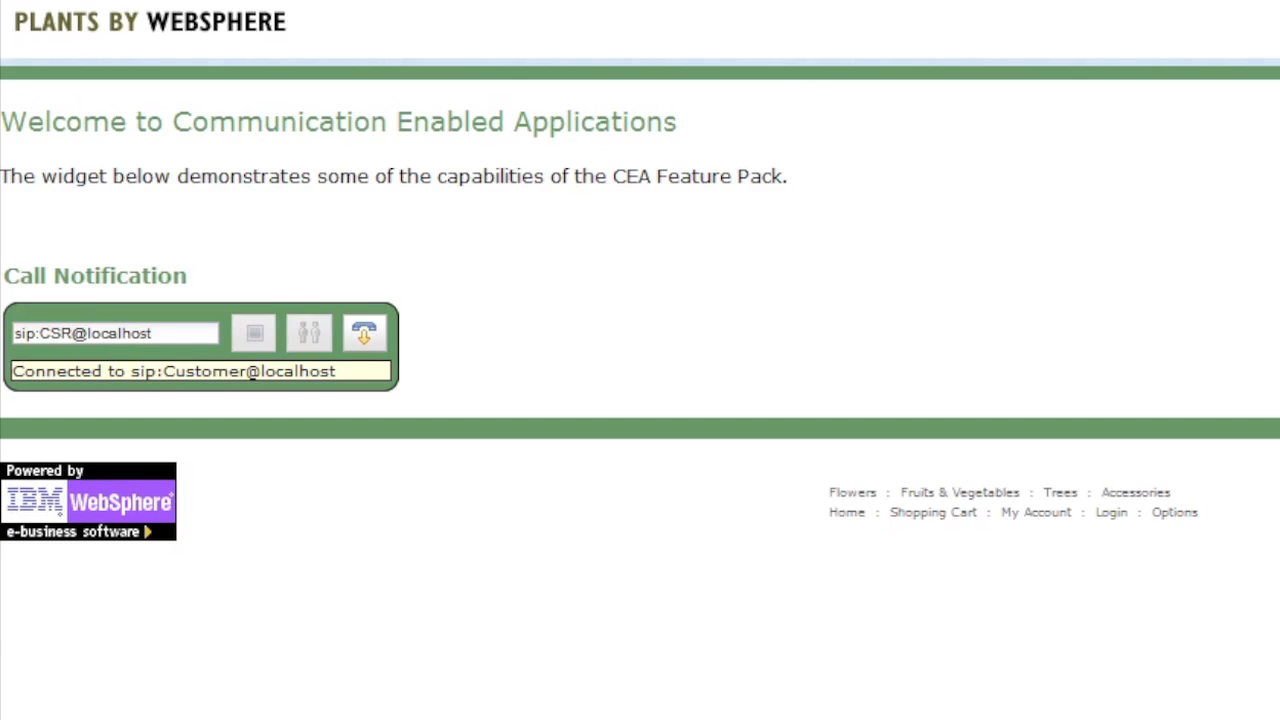 PLANTS BY WEBSPHERE
Welcome to Communication Enabled Applications
The widget below demonstrates some of the capabilities of the CEA Feature Pack.
Call Notification
sip:CSR@localhost
Connected to sip:Customer@localhost
Powered by
IBM WebSphere
e-business software
Flowers : Fruits & Vegetables : Trees : Accessories
Home : Shopping Cart : My Account : Login : Options